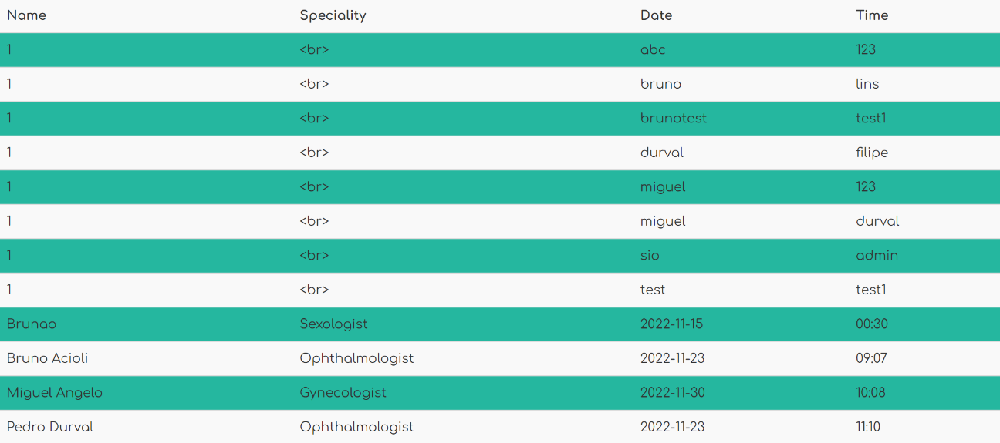 Name Speciality Date Time
1 <br> abc 123
1 <br> bruno lins
1 <br> brunotest test1
1 <br> durval filipe
1 <br> miguel 123
1 <br> miguel durval
1 <br> sio admin
1 <br> test test1
Brunao Sexologist 2022-11-15 00:30
Bruno Acioli Ophthalmologist 2022-11-23 09:07
Miguel Angelo Gynecologist 2022-11-30 10:08
Pedro Durval Ophthalmologist 2022-11-23 11:10